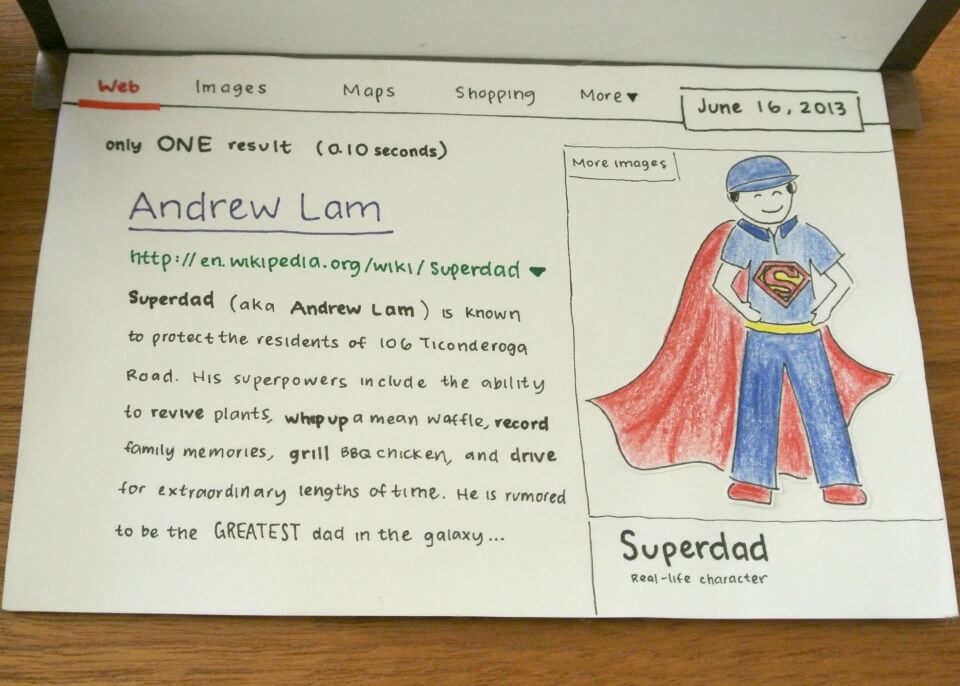 Web Images Maps Shopping More▼
June 16, 2013
only ONE result (0.10 seconds)
Andrew Lam
http://en.wikipedia.org/wiki/Superdad
Superdad (aka Andrew Lam) is known
to protect the residents of 106 Ticonderoga
Road. His superpowers include the ability
to revive plants, whip up a mean waffle, record
family memories, grill BBQ chicken, and drive
for extraordinary lengths of time. He is rumored
to be the GREATEST dad in the galaxy...
More images
S
Superdad
Real-life character